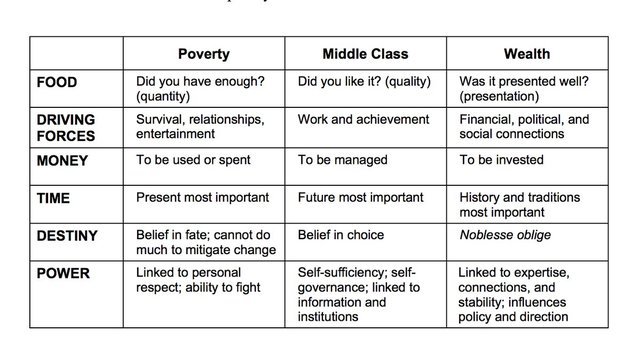 Poverty Middle Class Wealth
FOOD Did you have enough? Did you like it? (quality) Was it presented well?
(quantity) (presentation)
DRIVING Survival, relationships, Work and achievement Financial, political, and
FORCES entertainment social connections
MONEY To be used or spent To be managed To be invested
TIME Present most important Future most important History and traditions
most important
DESTINY Belief in fate; cannot do Belief in choice Noblesse oblige
much to mitigate change
POWER Linked to personal Self-sufficiency; self- Linked to expertise,
respect; ability to fight governance; linked to connections, and
information and stability; influences
institutions policy and direction